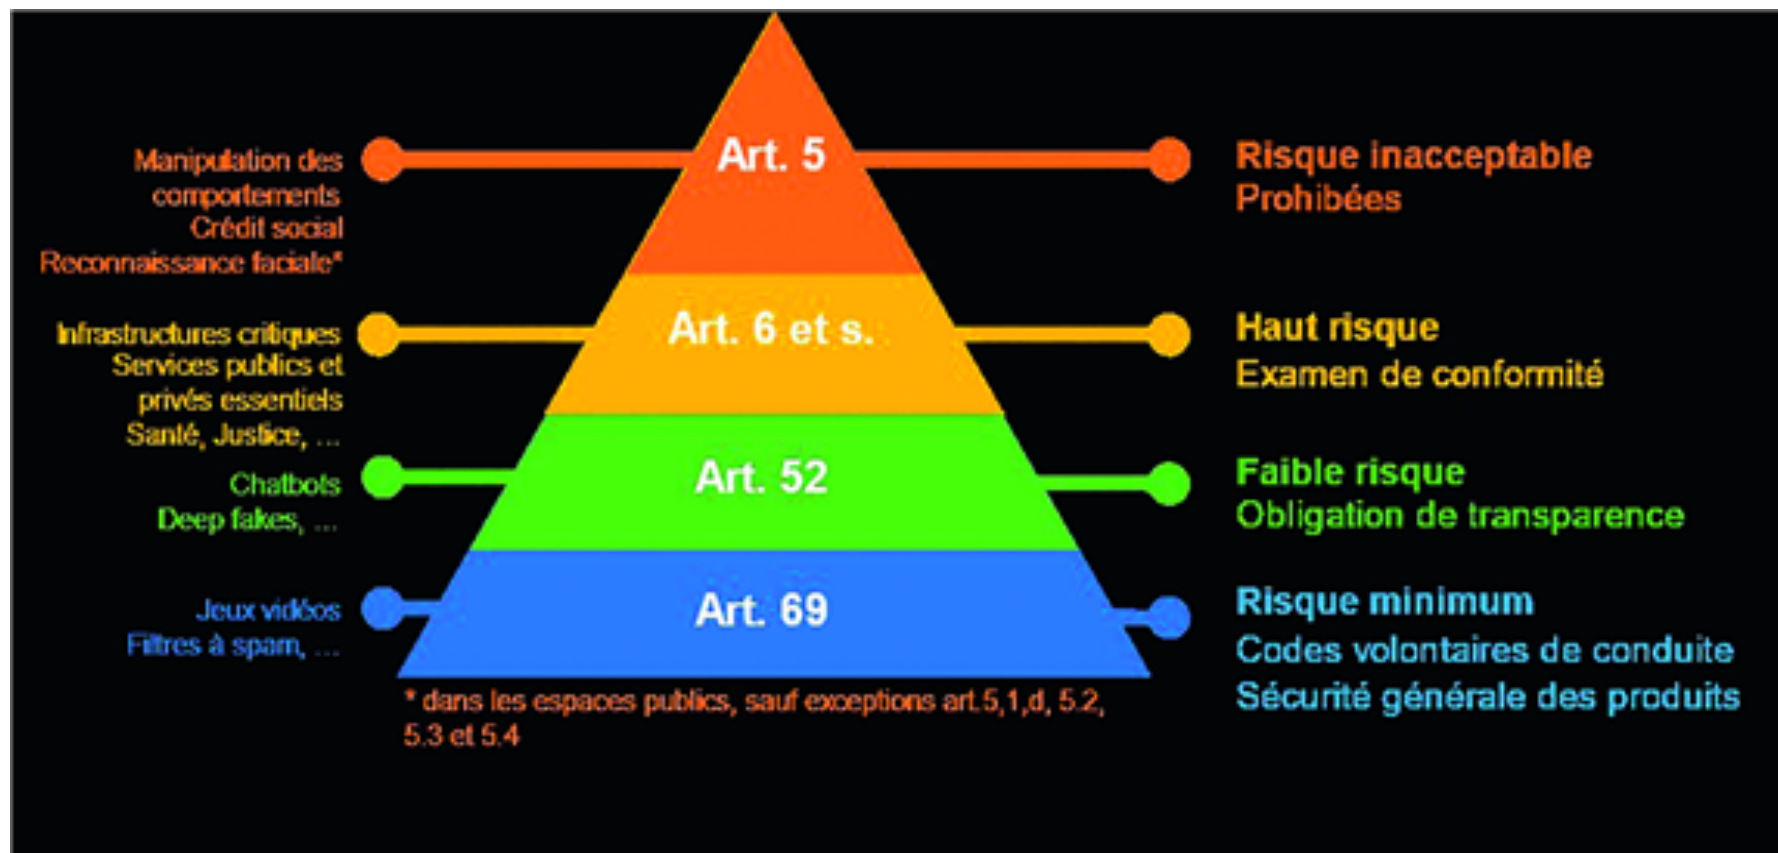 Art. 5
Manipulation des
comportements
Crédit social
Reconnaissance faciale*
Risque inacceptable
Prohibées
Art. 6 et s.
Infrastructures critiques
Services publics et
privés essentiels
Santé, Justice, ...
Haut risque
Examen de conformité
Art. 52
Chatbots
Deep fakes, ...
Faible risque
Obligation de transparence
Art. 69
Jeux vidéos
Filtres à spam, ...
Risque minimum
Codes volontaires de conduite
Sécurité générale des produits
* dans les espaces publics, sauf exceptions art.5,1,d, 5.2,
5.3 et 5.4